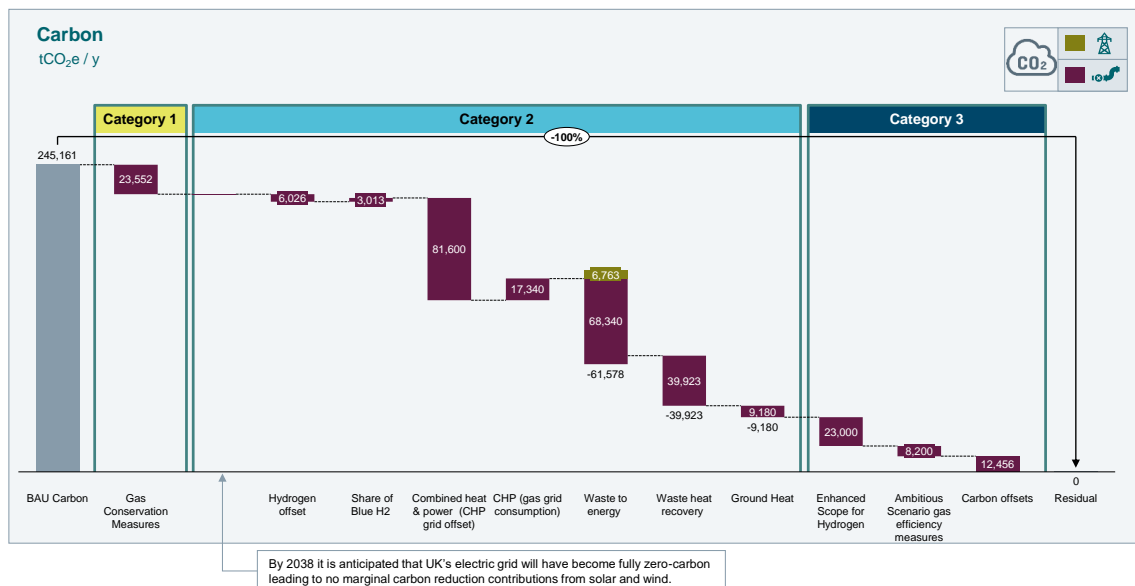 Carbon
tCO₂e / y
CO₂
Category 1
Category 2
Category 3
-100%
245,161
23,552
6,026
3,013
81,600
17,340
6,763
68,340
-61,578
39,923
-39,923
9,180
-9,180
23,000
8,200
12,456
0
BAU Carbon
Gas
Conservation
Measures
Hydrogen
offset
Share of
Blue H2
Combined heat
& power (CHP
grid offset)
CHP (gas grid
consumption)
Waste to
energy
Waste heat
recovery
Ground Heat
Enhanced
Scope for
Hydrogen
Ambitious
Scenario gas
efficiency
measures
Carbon offsets
Residual
By 2038 it is anticipated that UK's electric grid will have become fully zero-carbon
leading to no marginal carbon reduction contributions from solar and wind.